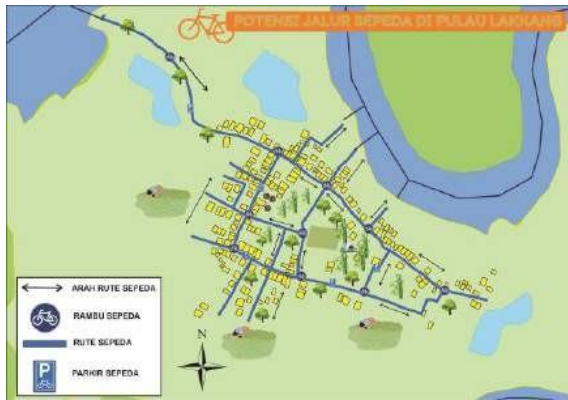 POTENSI JALUR SEPEDA DI PULAU LAKKANG
ARAH RUTE SEPEDA
RAMBU SEPEDA
RUTE SEPEDA
P
PARKIR SEPEDA
N